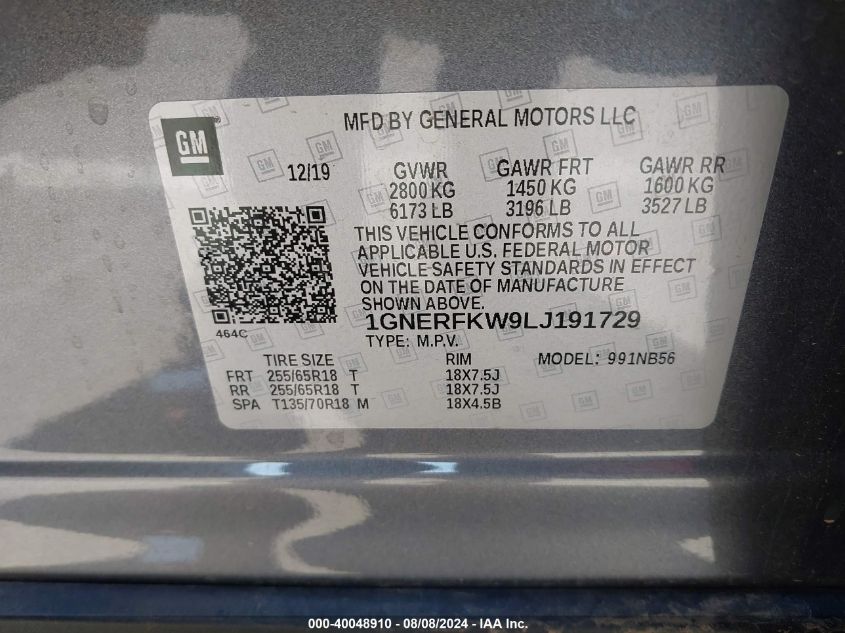 GM
MFD BY GENERAL MOTORS LLC
12/19 GVWR GAWR FRT GAWR RR
2800 KG 1450 KG 1600 KG
6173 LB 3196 LB 3527 LB
THIS VEHICLE CONFORMS TO ALL
APPLICABLE U.S. FEDERAL MOTOR
VEHICLE SAFETY STANDARDS IN EFFECT
ON THE DATE OF MANUFACTURE
SHOWN ABOVE.
464C
1GNERFKW9LJ191729
TYPE: M.P.V.
TIRE SIZE RIM MODEL: 991NB56
FRT 255/65R18 T 18X7.5J
RR 255/65R18 T 18X7.5J
SPA T135/70R18 M 18X4.5B
000-40048910 - 08/08/2024 - IAA Inc.